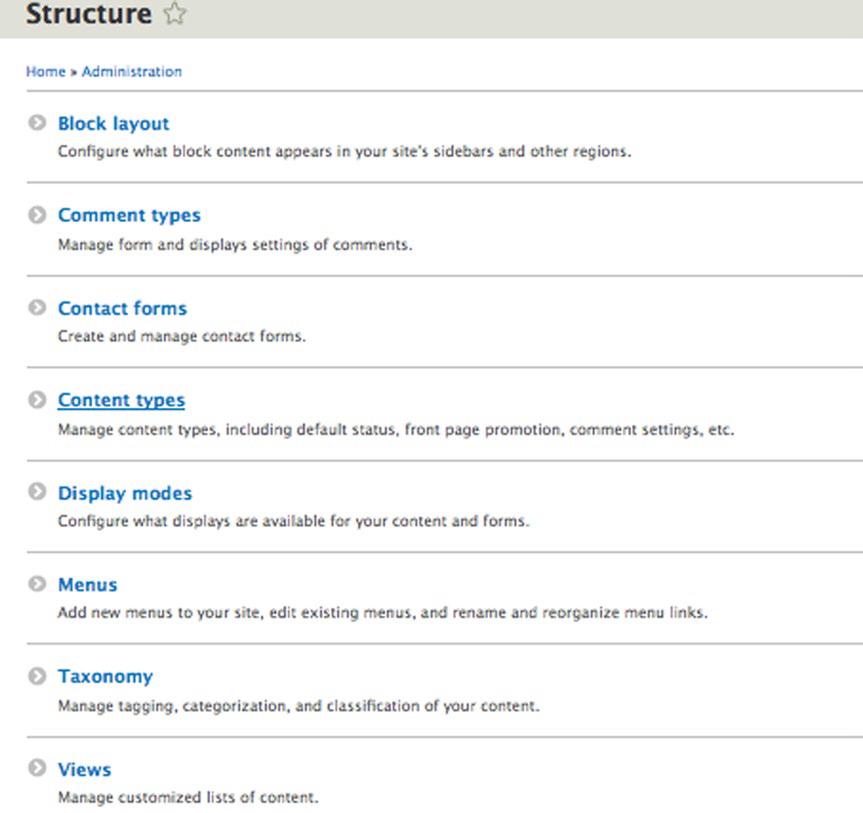 Structure
Home » Administration
Block layout
Configure what block content appears in your site's sidebars and other regions.
Comment types
Manage form and displays settings of comments.
Contact forms
Create and manage contact forms.
Content types
Manage content types, including default status, front page promotion, comment settings, etc.
Display modes
Configure what displays are available for your content and forms.
Menus
Add new menus to your site, edit existing menus, and rename and reorganize menu links.
Taxonomy
Manage tagging, categorization, and classification of your content.
Views
Manage customized lists of content.